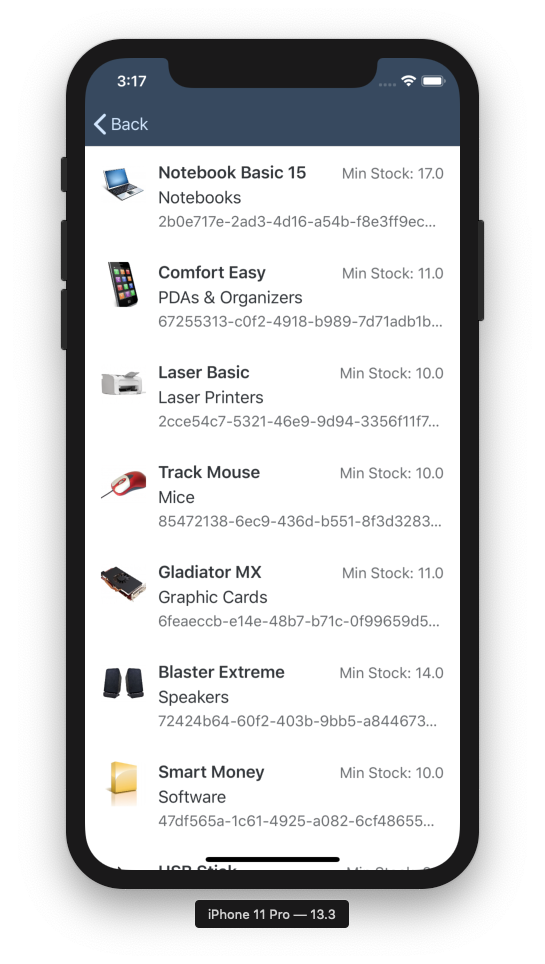 3:17
Back
Notebook Basic 15 Min Stock: 17.0
Notebooks
2b0e717e-2ad3-4d16-a54b-f8e3ff9ec...
Comfort Easy Min Stock: 11.0
PDAs & Organizers
67255313-c0f2-4918-b989-7d71adb1b...
Laser Basic Min Stock: 10.0
Laser Printers
2cce54c7-5321-46e9-9d94-3356f11f7...
Track Mouse Min Stock: 10.0
Mice
85472138-6ec9-436d-b551-8f3d3283...
Gladiator MX Min Stock: 11.0
Graphic Cards
6feaeccb-e14e-48b7-b71c-0f99659d5...
Blaster Extreme Min Stock: 14.0
Speakers
72424b64-60f2-403b-9bb5-a844673...
Smart Money Min Stock: 10.0
Software
47df565a-1c61-4925-a082-6cf48655...
USB Stick Min Stock:
iPhone 11 Pro — 13.3